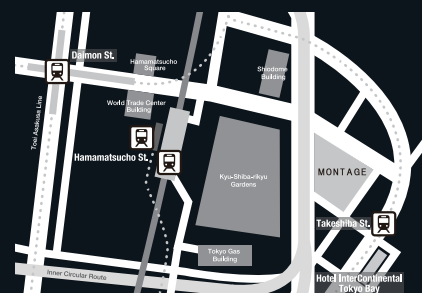 Daimon St.
Hamamatsucho
Square
Shiodome
Building
World Trade Center
Building
Toei Asakusa Line
Hamamatsucho St.
Kyu-Shiba-rikyu
Gardens
MONTAGE
Takeshiba St.
Tokyo Gas
Building
Inner Circular Route
Hotel InterContinental
Tokyo Bay